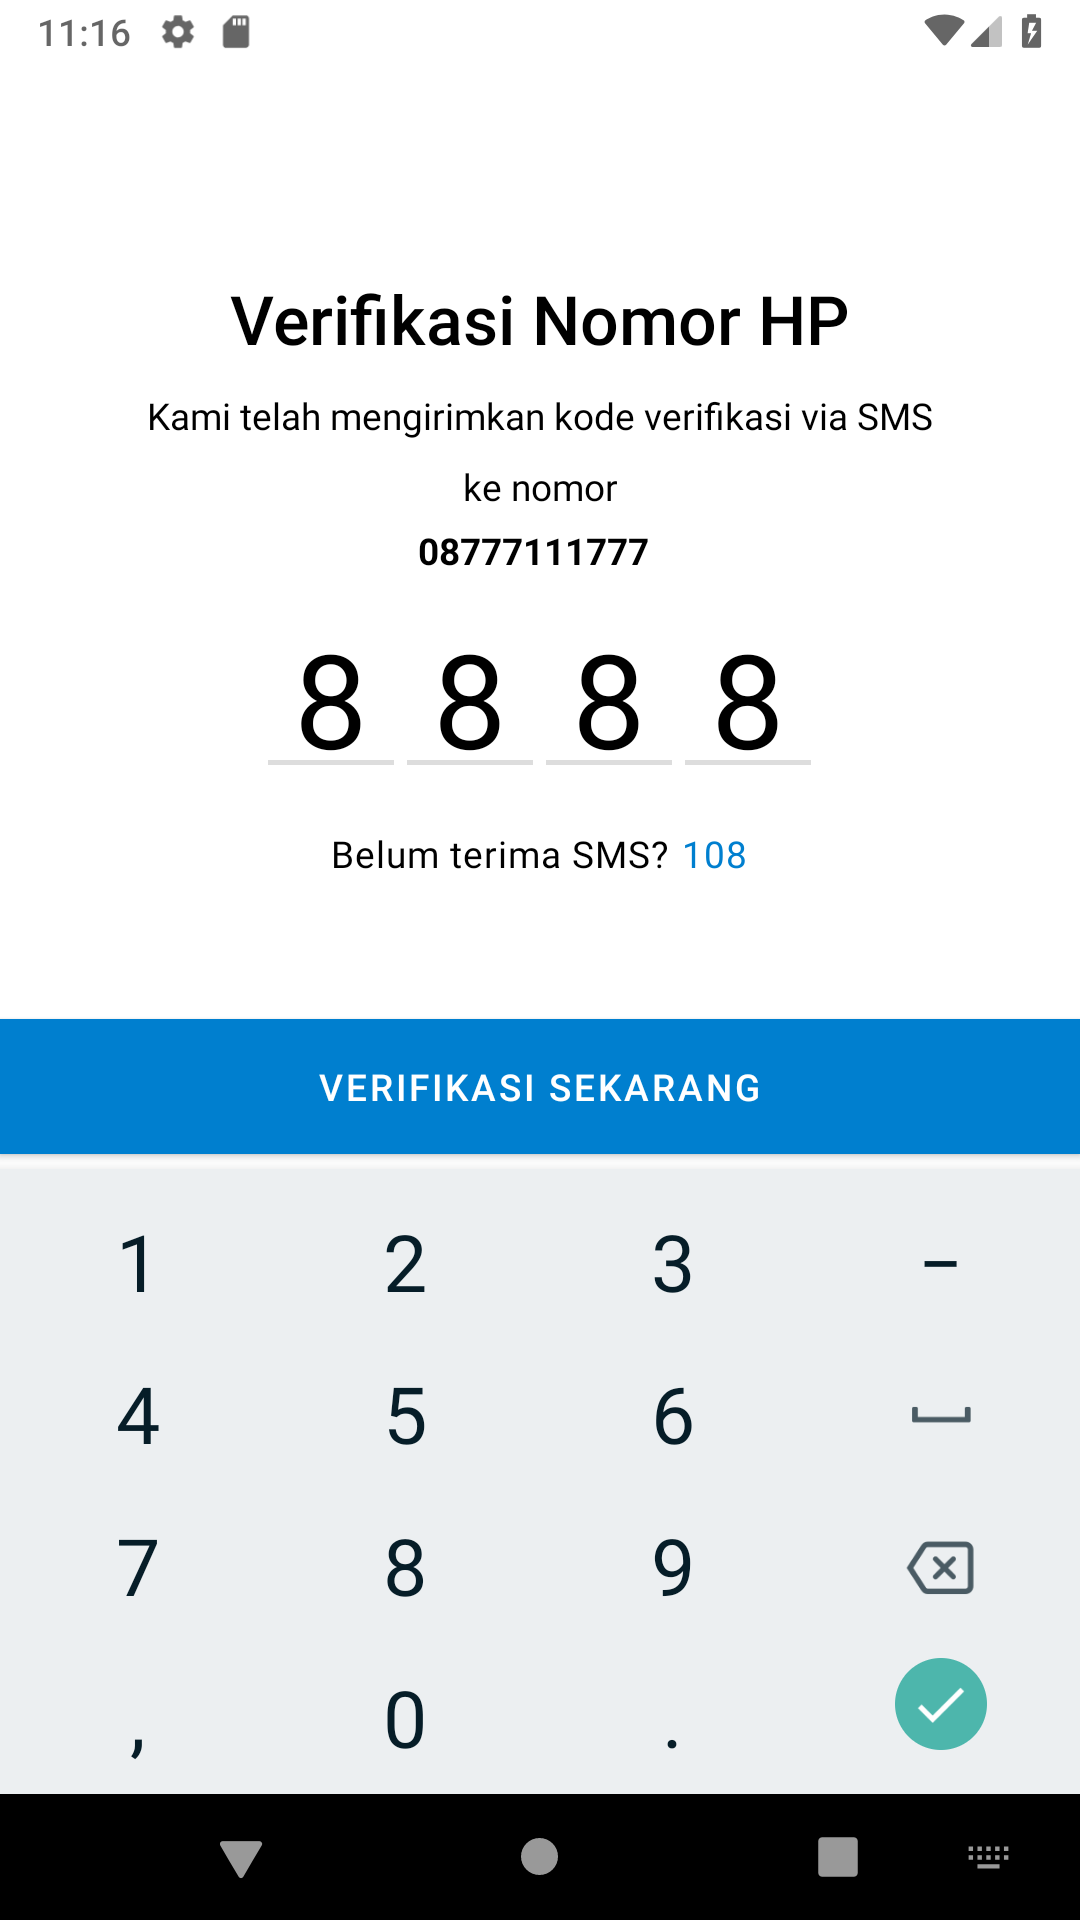 11:16
Verifikasi Nomor HP
Kami telah mengirimkan kode verifikasi via SMS
ke nomor
08777111777
8 8 8 8
Belum terima SMS? 108
VERIFIKASI SEKARANG
1 2 3 –
4 5 6
7 8 9
, 0 .